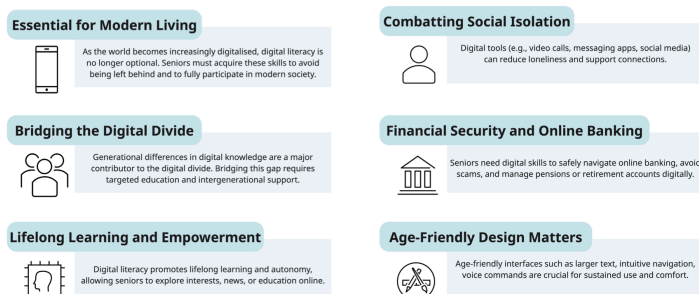 Essential for Modern Living
As the world becomes increasingly digitalised, digital literacy is
no longer optional. Seniors must acquire these skills to avoid
being left behind and to fully participate in modern society.
Combatting Social Isolation
Digital tools (e.g., video calls, messaging apps, social media)
can reduce loneliness and support connections.
Bridging the Digital Divide
Generational differences in digital knowledge are a major
contributor to the digital divide. Bridging this gap requires
targeted education and intergenerational support.
Financial Security and Online Banking
Seniors need digital skills to safely navigate online banking,
scams, and manage pensions or retirement accounts digitally.
Lifelong Learning and Empowerment
Digital literacy promotes lifelong learning and autonomy,
allowing seniors to explore interests, news, or education online.
Age-Friendly Design Matters
Age-friendly interfaces such as larger text, intuitive navigation,
voice commands are crucial for sustained use and comfort.